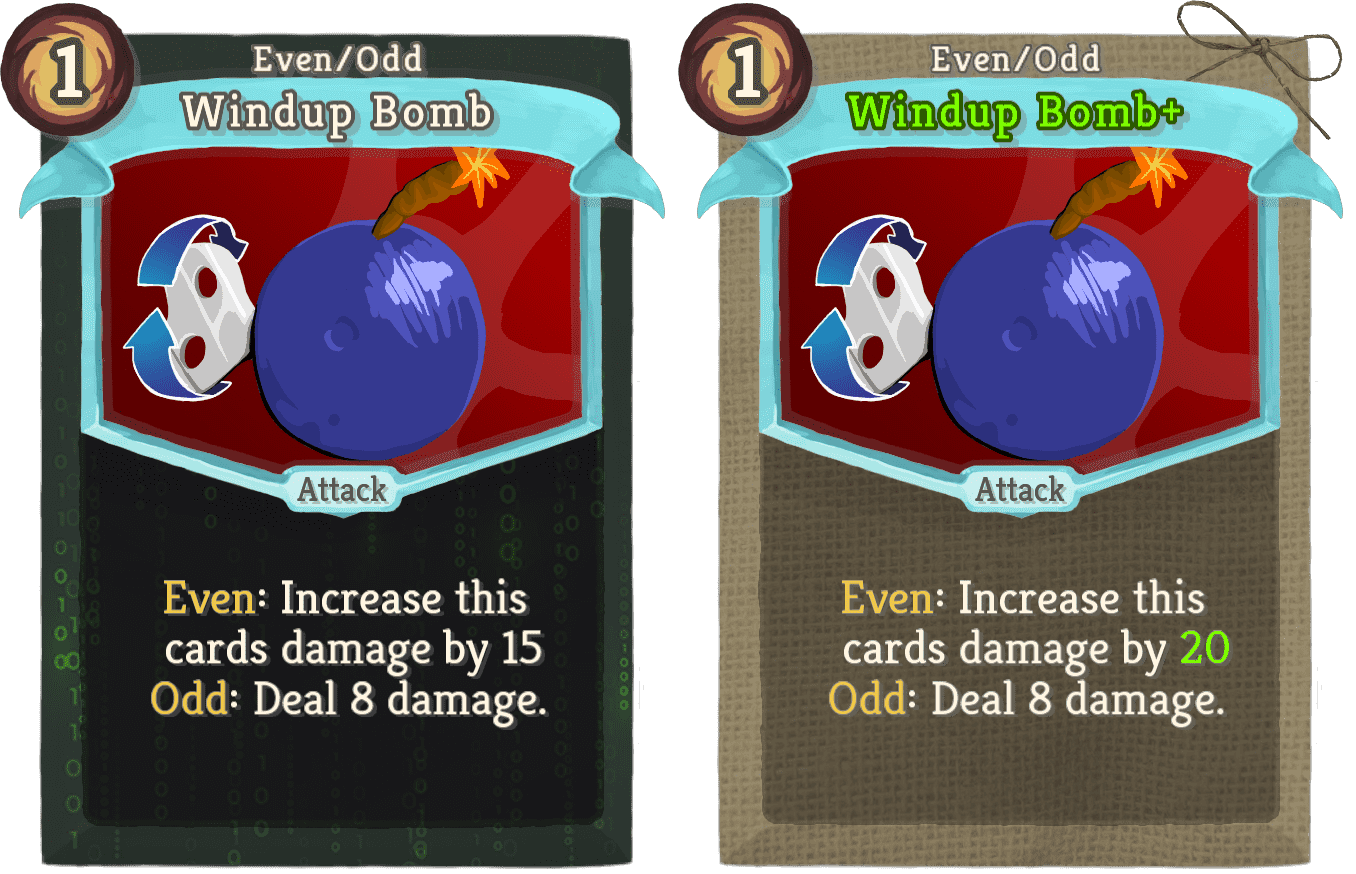 1
Even/Odd
Windup Bomb
Attack
Even: Increase this
cards damage by 15
Odd: Deal 8 damage.
1
Even/Odd
Windup Bomb+
Attack
Even: Increase this
cards damage by 20
Odd: Deal 8 damage.